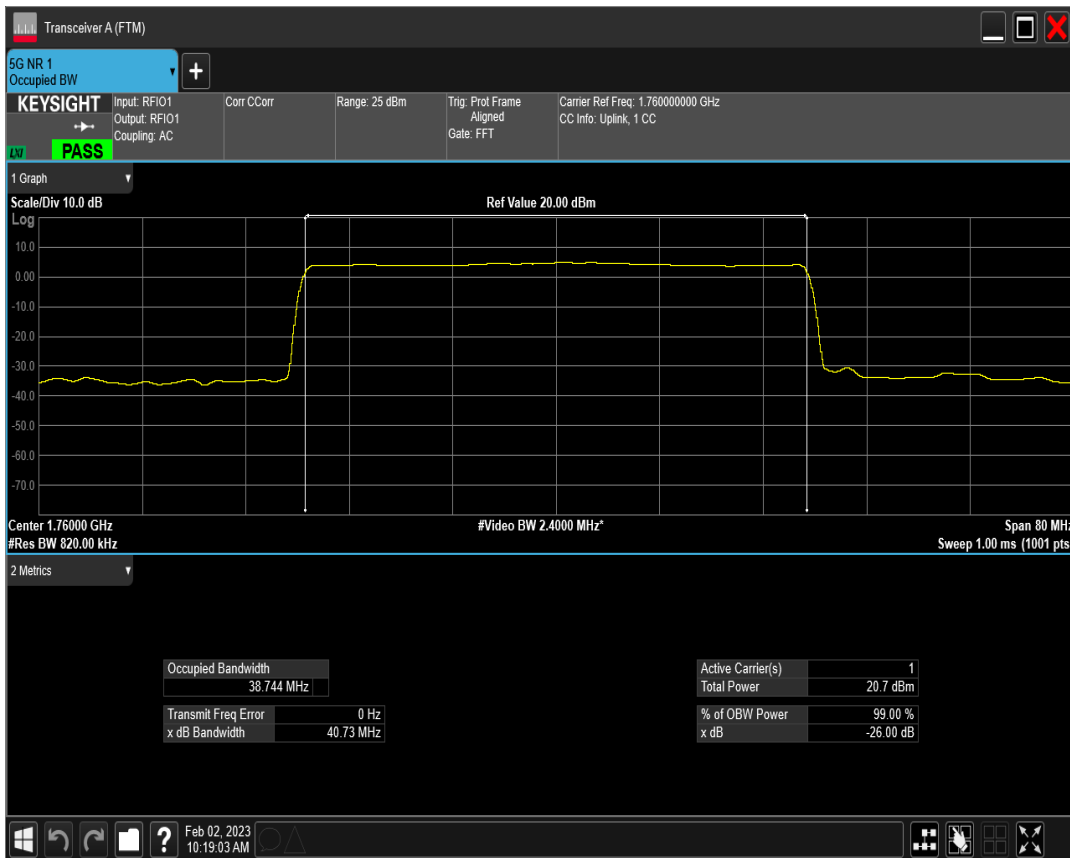 Transceiver A (FTM)
5G NR 1
Occupied BW
+
KEYSIGHT
LXI
PASS
Input: RFIO1
Output: RFIO1
Coupling: AC
Corr CCorr
Range: 25 dBm
Trig: Prot Frame
Aligned
Gate: FFT
Carrier Ref Freq: 1.760000000 GHz
CC Info: Uplink, 1 CC
1 Graph
Scale/Div 10.0 dB
Ref Value 20.00 dBm
Log
10.0
0.00
-10.0
-20.0
-30.0
-40.0
-50.0
-60.0
-70.0
Center 1.76000 GHz
#Video BW 2.4000 MHz*
Span 80 MHz
#Res BW 820.00 kHz
Sweep 1.00 ms (1001 pts
2 Metrics
Occupied Bandwidth
38.744 MHz
Transmit Freq Error 0 Hz
x dB Bandwidth 40.73 MHz
Active Carrier(s) 1
Total Power 20.7 dBm
% of OBW Power 99.00 %
x dB -26.00 dB
?
Feb 02, 2023
10:19:03 AM